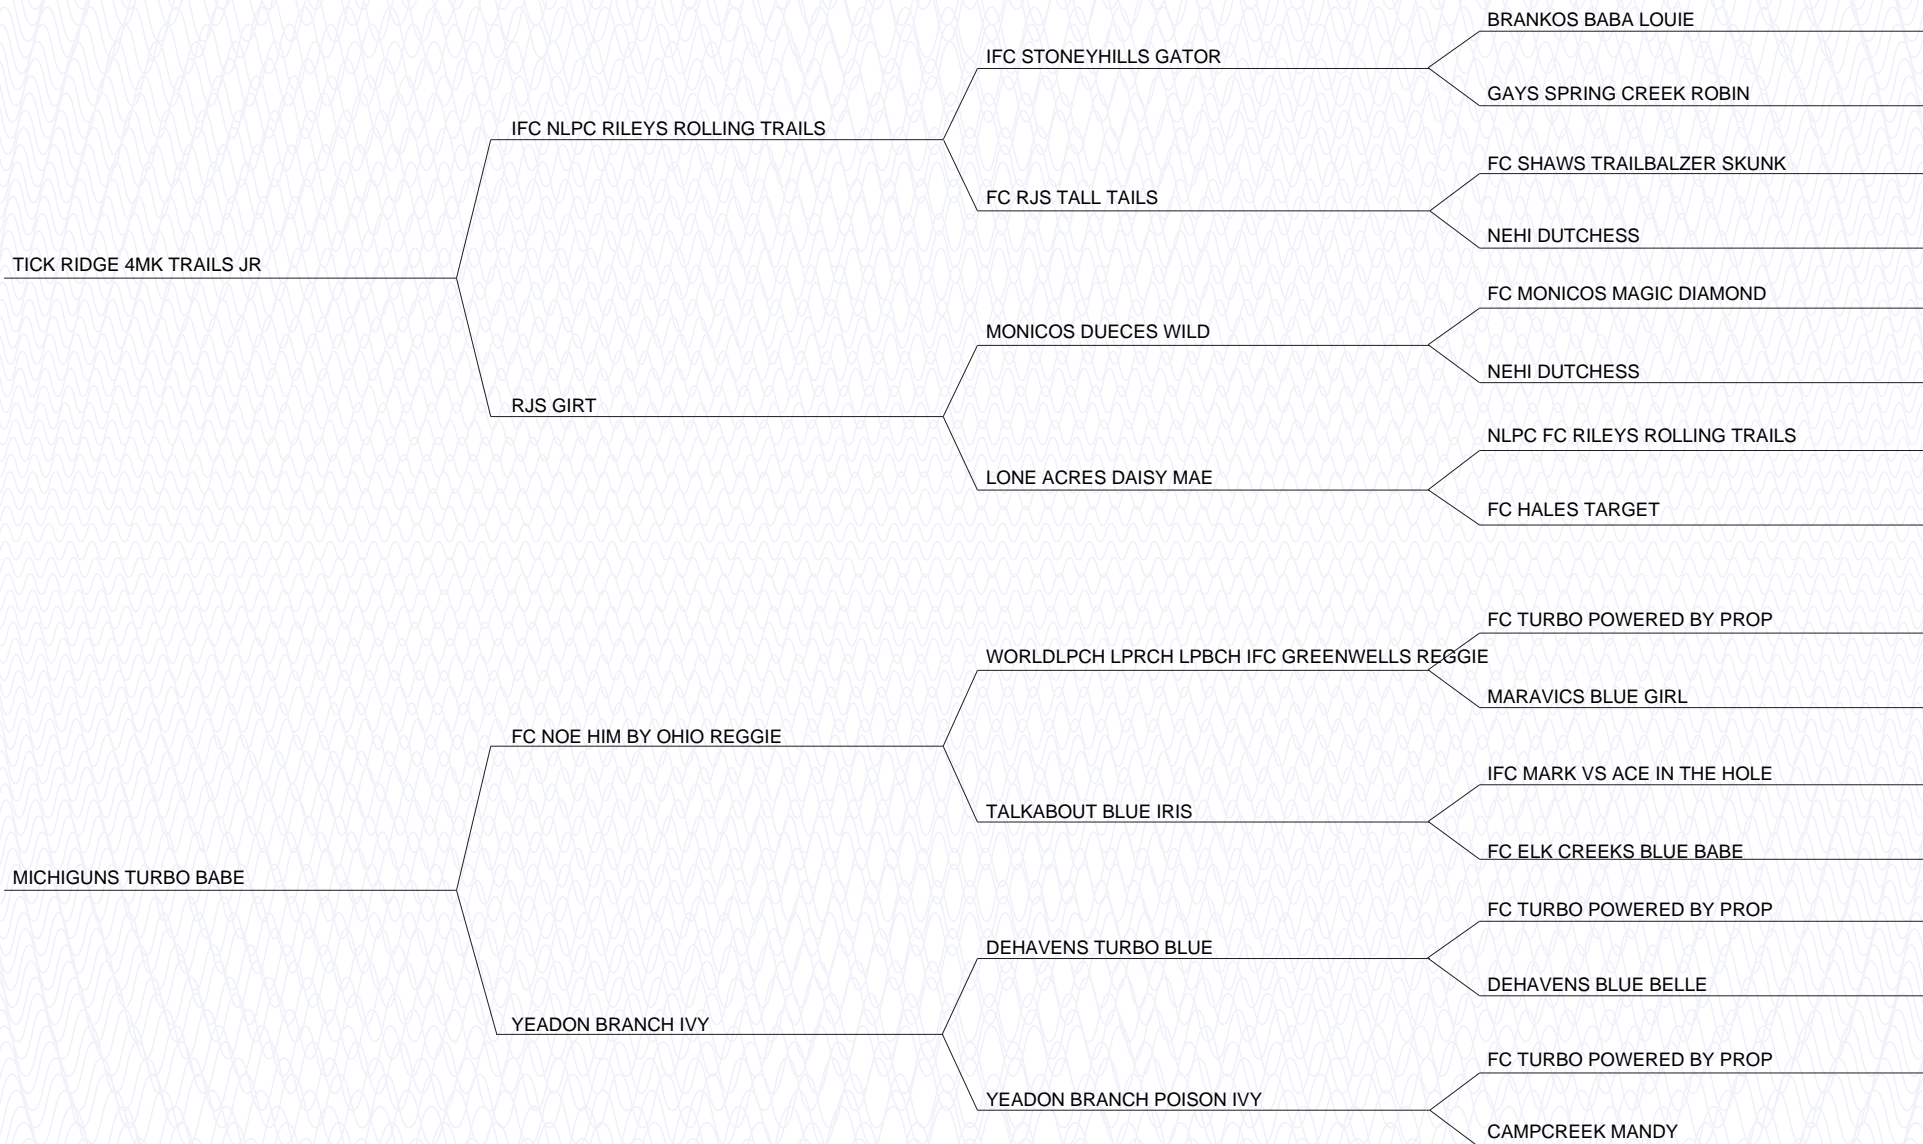 BRANKOS BABA LOUIE
IFC STONEYHILLS GATOR
GAYS SPRING CREEK ROBIN
IFC NLPC RILEYS ROLLING TRAILS
FC SHAWS TRAILBALZER SKUNK
FC RJS TALL TAILS
NEHI DUTCHESS
TICK RIDGE 4MK TRAILS JR
FC MONICOS MAGIC DIAMOND
MONICOS DUECES WILD
NEHI DUTCHESS
RJS GIRT
NLPC FC RILEYS ROLLING TRAILS
LONE ACRES DAISY MAE
FC HALES TARGET
FC TURBO POWERED BY PROP
WORLDLPCH LPRCH LPBCH IFC GREENWELLS REGGIE
MARAVICS BLUE GIRL
FC NOE HIM BY OHIO REGGIE
IFC MARK VS ACE IN THE HOLE
TALKABOUT BLUE IRIS
FC ELK CREEKS BLUE BABE
MICHIGUNS TURBO BABE
FC TURBO POWERED BY PROP
DEHAVENS TURBO BLUE
DEHAVENS BLUE BELLE
YEADON BRANCH IVY
FC TURBO POWERED BY PROP
YEADON BRANCH POISON IVY
CAMPCREEK MANDY